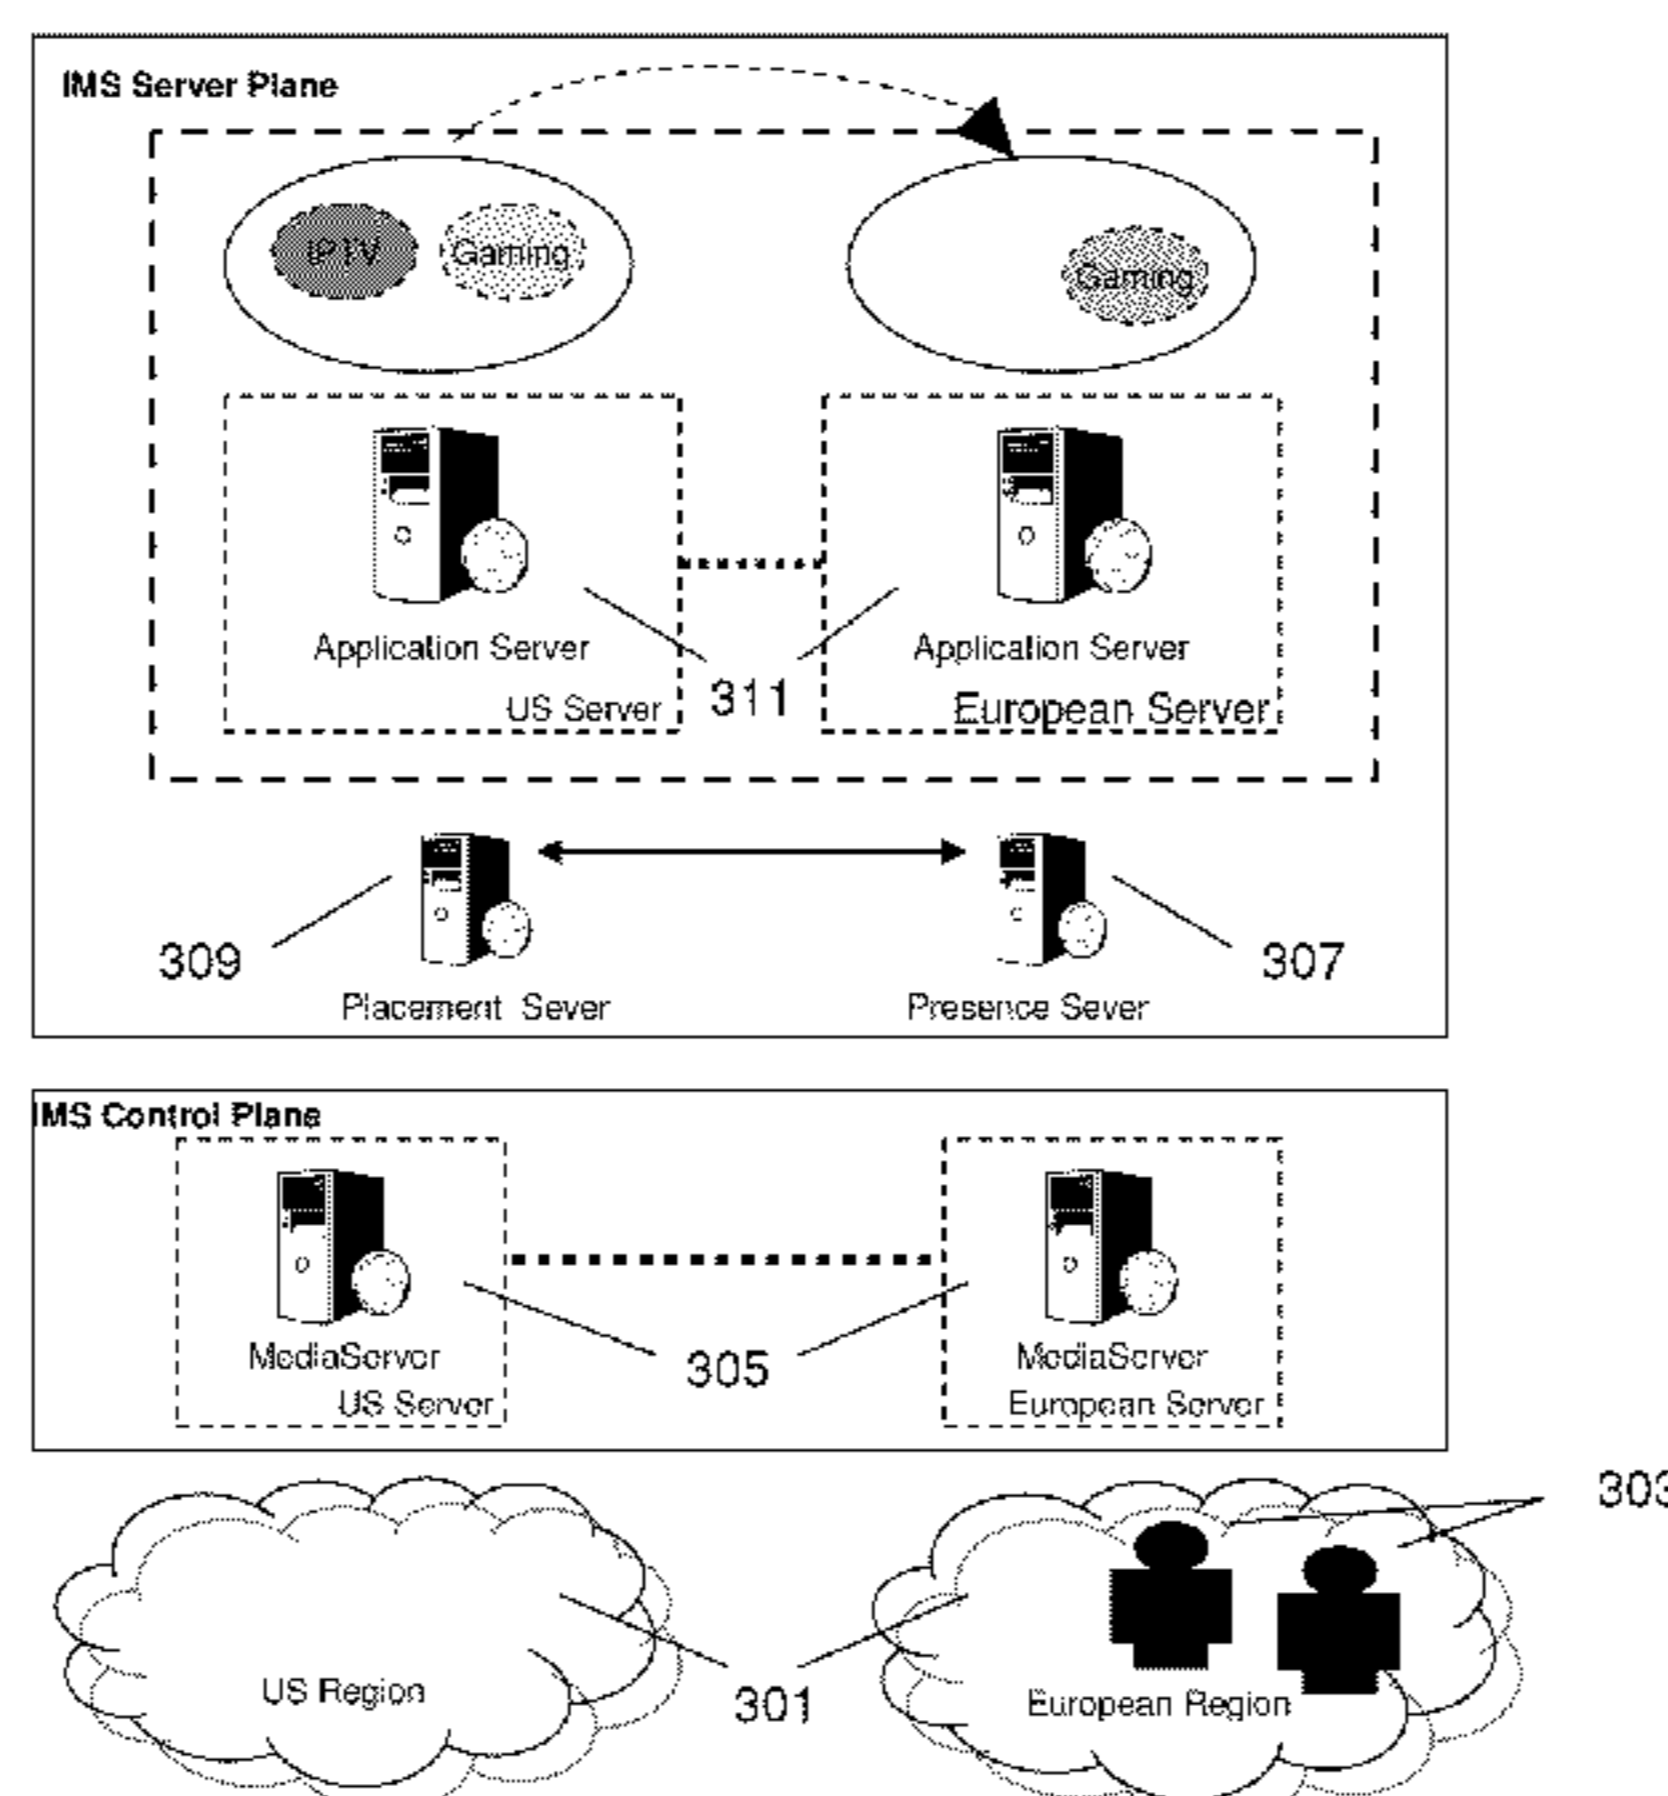 IMS Server Plane
IPTV
Gaming
Gaming
Application Server
Application Server
US Server
311
European Server
309
307
Placement Sever
Presence Sever
IMS Control Plane
MediaServer
MediaServer
305
US Server
European Server
303
US Region
European Region
301